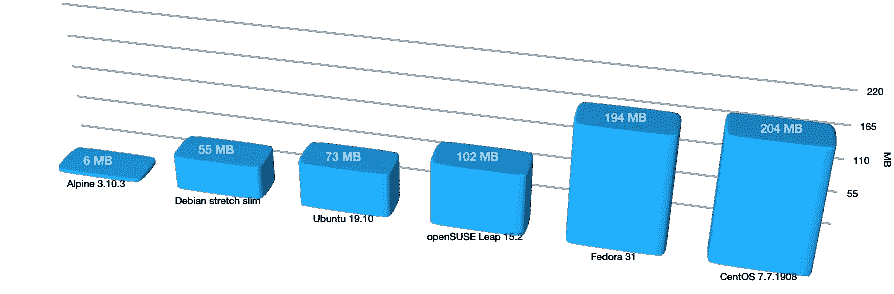 220
194 MB
204 MB
165
55 MB
73 MB
102 MB
6 MB
110
MB
Alpine 3.10.3
55
Debian stretch slim
Ubuntu 19.10
openSUSE Leap 15.2
Fedora 31
CentOS 7.7.1908